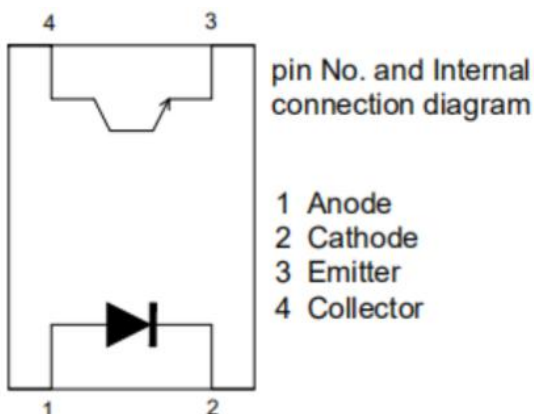 4 3
pin No. and Internal
connection diagram
1 Anode
2 Cathode
3 Emitter
4 Collector
1 2